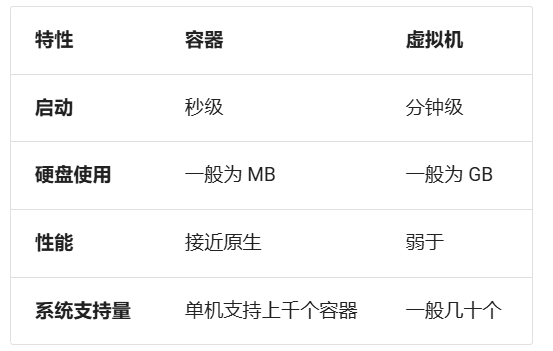 特性 容器 虚拟机
启动 秒级 分钟级
硬盘使用 一般为 MB 一般为 GB
性能 接近原生 弱于
系统支持量 单机支持上千个容器 一般几十个